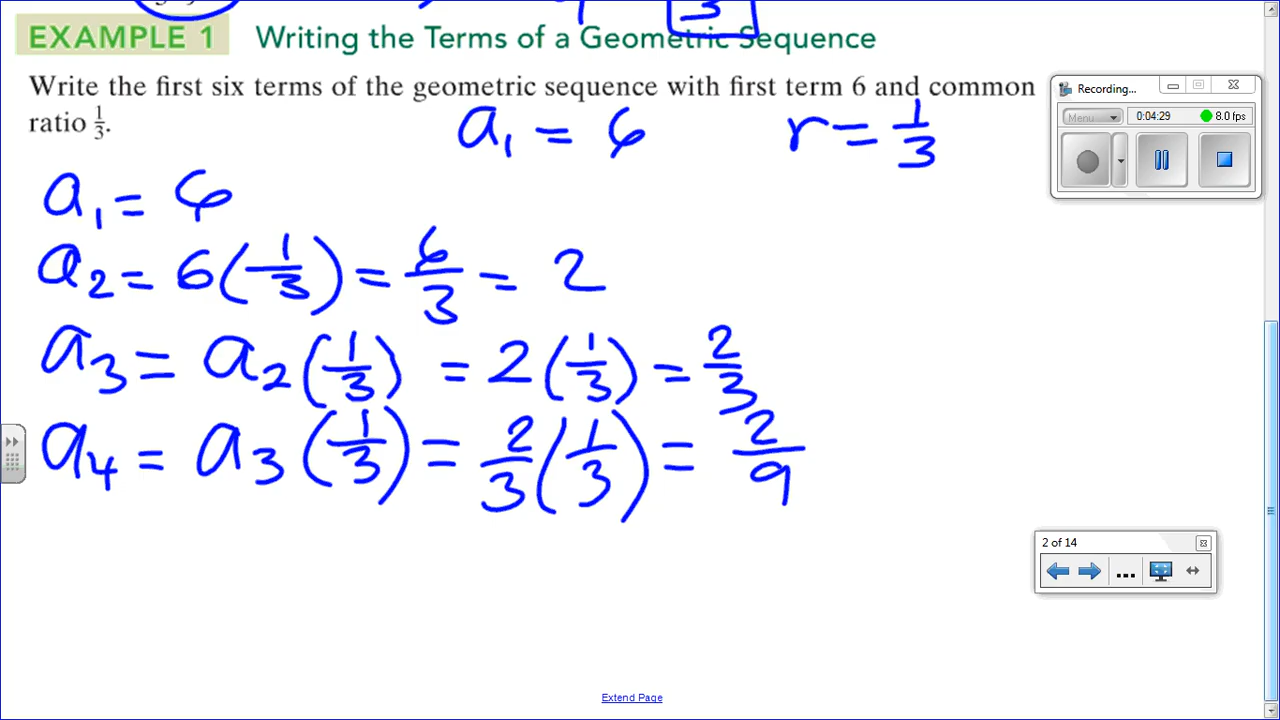 3
EXAMPLE 1 Writing the Terms of a Geometric Sequence
Write the first six terms of the geometric sequence with first term 6 and common
ratio 1/3.
a₁ = 6 r = 1/3
Recording...
Menu 0:04:29 8.0 fps
a₁ = 6
a₂ = 6(1/3) = 6/3 = 2
a₃ = a₂(1/3) = 2(1/3) = 2/3
a₄ = a₃(1/3) = 2/3(1/3) = 2/9
2 of 14
...
Extend Page